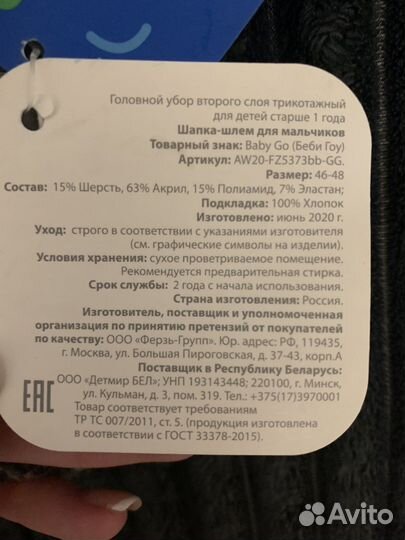 Головной убор второго слоя трикотажный
для детей старше 1 года
Шапка-шлем для мальчиков
Товарный знак: Baby Go (Беби Гоу)
Артикул: AW20-FZ5373bb-GG.
Размер: 46-48
Состав: 15% Шерсть, 63% Акрил, 15% Полиамид, 7% Эластан;
Подкладка: 100% Хлопок
Изготовлено: июнь 2020 г.
Уход: строго в соответствии с указаниями изготовителя
(см. графические символы на изделии).
Условия хранения: сухое проветриваемое помещение.
Рекомендуется предварительная стирка.
Срок службы: 2 года с начала использования.
Страна изготовления: Россия.
Изготовитель, поставщик и уполномоченная
организация по принятию претензий от покупателей
по качеству: ООО «Ферзь-Групп». Юр. адрес: РФ, 119435,
г. Москва, ул. Большая Пироговская, д. 37-43, корп.А
Поставщик в Республику Беларусь:
ООО «Детмир БЕЛ»; УНП 193143448; 220100, г. Минск,
ул. Кульман, д. 3, пом. 319. Тел.: +375(17)3970001
Товар соответствует требованиям
ТР ТС 007/2011, ст. 5. (продукция изготовлена
в соответствии с ГОСТ 33378-2015).
EAC
Avito